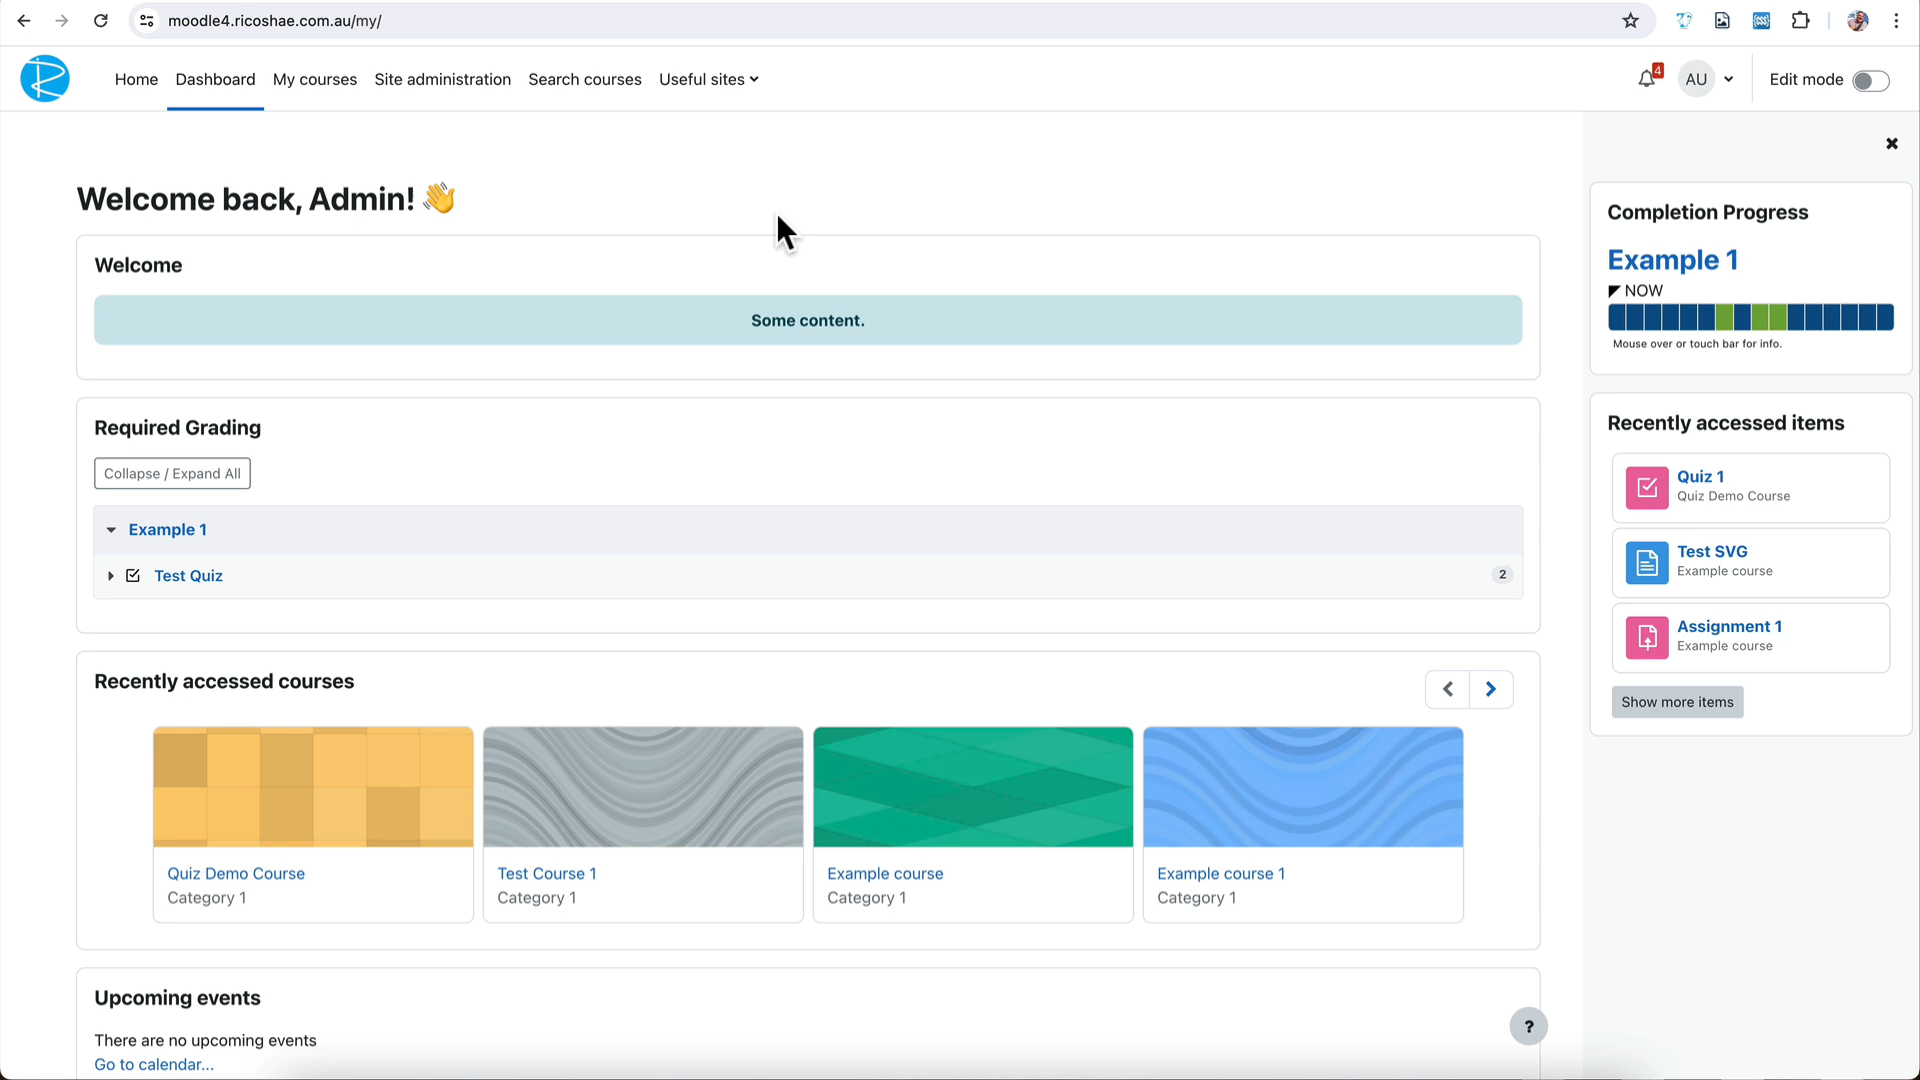 moodle4.ricoshae.com.au/my/
Home Dashboard My courses Site administration Search courses Useful sites
4
AU
Edit mode
Welcome back, Admin! 👋
Welcome
Some content.
Required Grading
Collapse / Expand All
Example 1
Test Quiz
2
Recently accessed courses
Quiz Demo Course
Category 1
Test Course 1
Category 1
Example course
Category 1
Example course 1
Category 1
Upcoming events
There are no upcoming events
Go to calendar...
?
Completion Progress
Example 1
NOW
Mouse over or touch bar for info.
Recently accessed items
Quiz 1
Quiz Demo Course
Test SVG
Example course
Assignment 1
Example course
Show more items